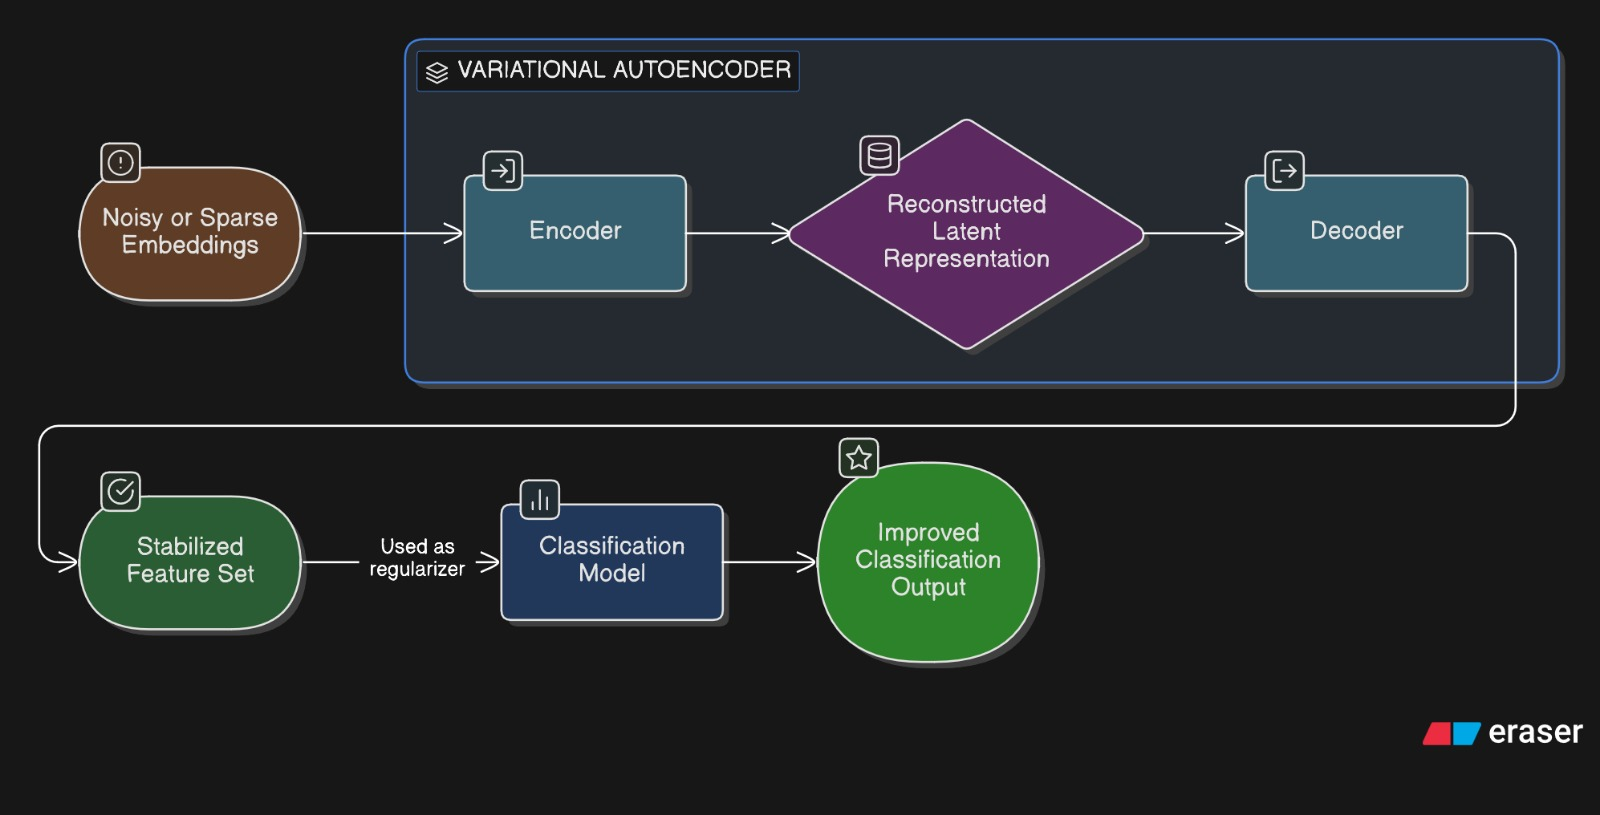 VARIATIONAL AUTOENCODER
Noisy or Sparse
Embeddings
Encoder
Reconstructed
Latent
Representation
Decoder
Stabilized
Feature Set
Used as
regularizer
Classification
Model
Improved
Classification
Output
eraser